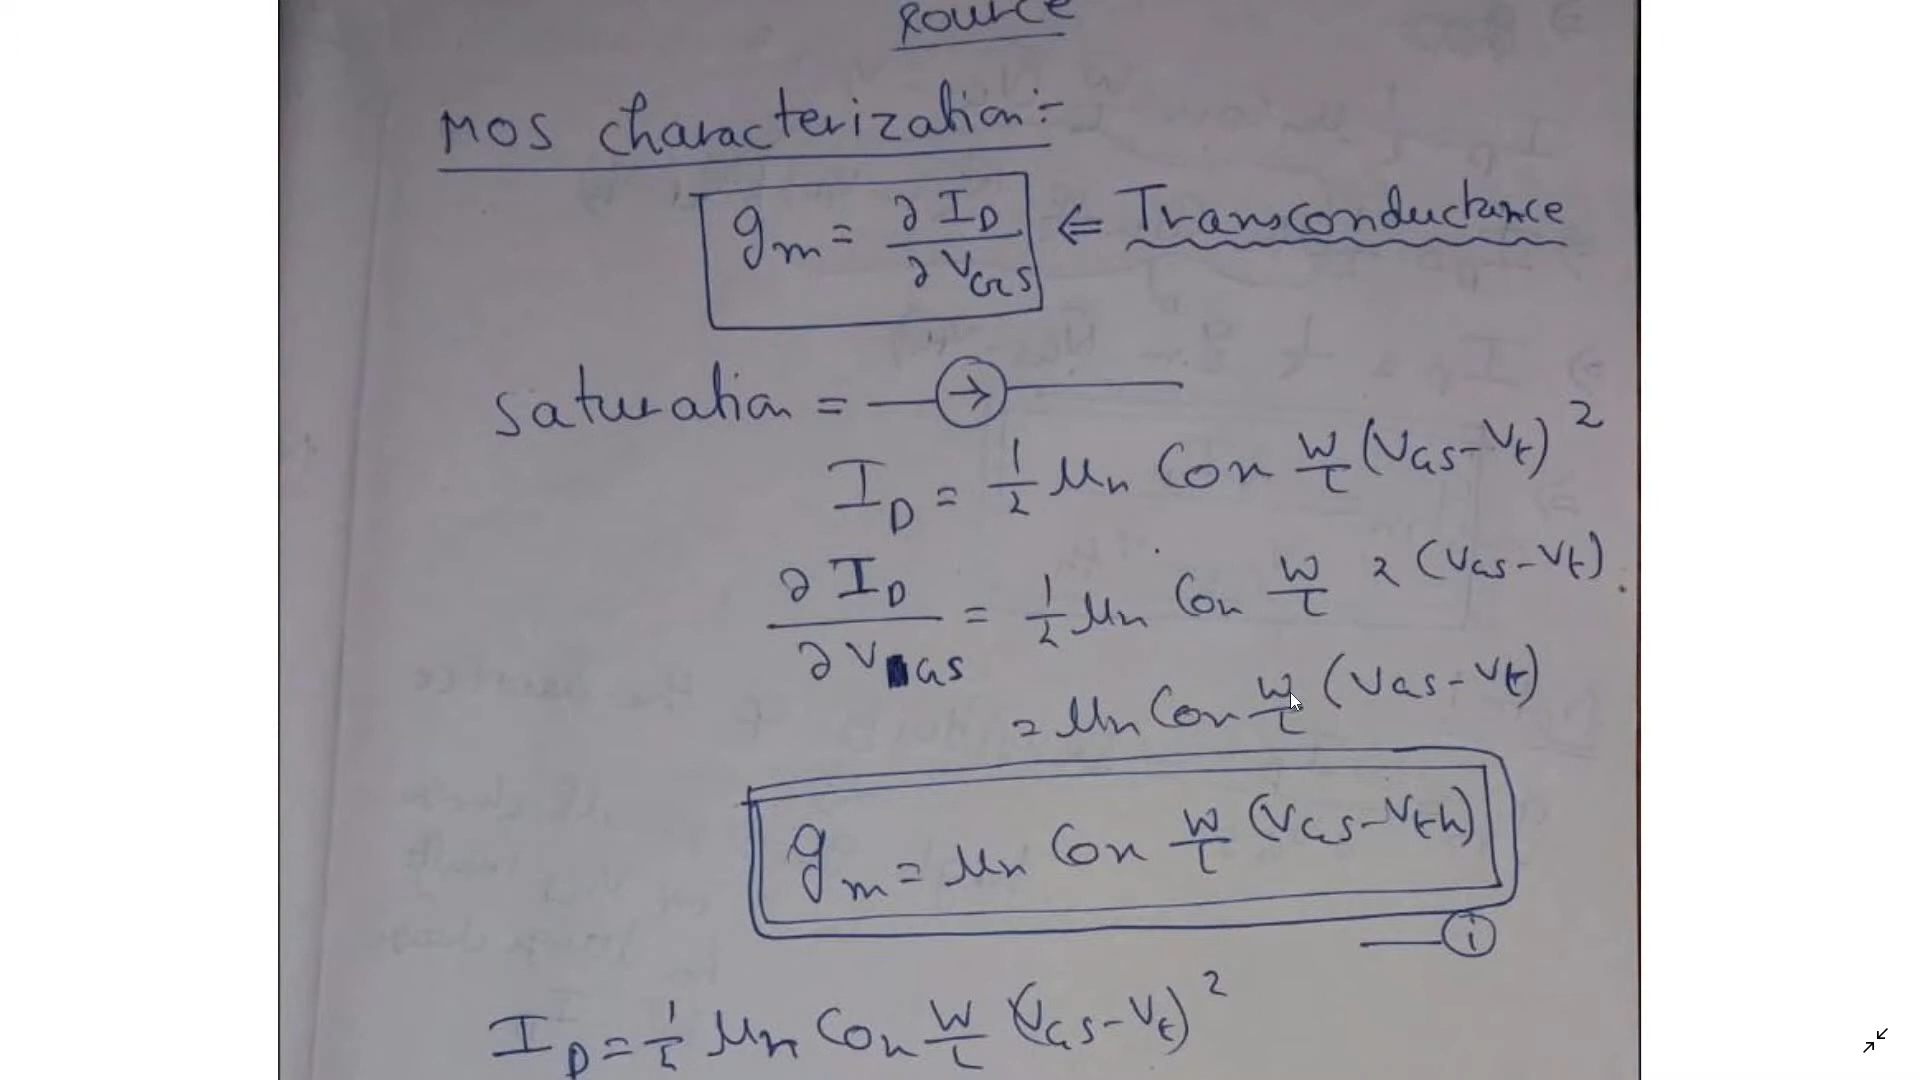 source
MOS characterization:-
gm = ∂ID/∂VGS ⇐ Transconductance
Saturation =
ID = 1/2 μn Cox W/L (VGS-Vt)²
∂ID/∂VGS = 1/2 μn Cox W/L 2 (VGS-Vt).
= μn Cox W/L (VGS-Vt)
gm = μn Cox W/L (VGS-Vth)
i
ID = 1/2 μn Cox W/L (VGS-Vt)²